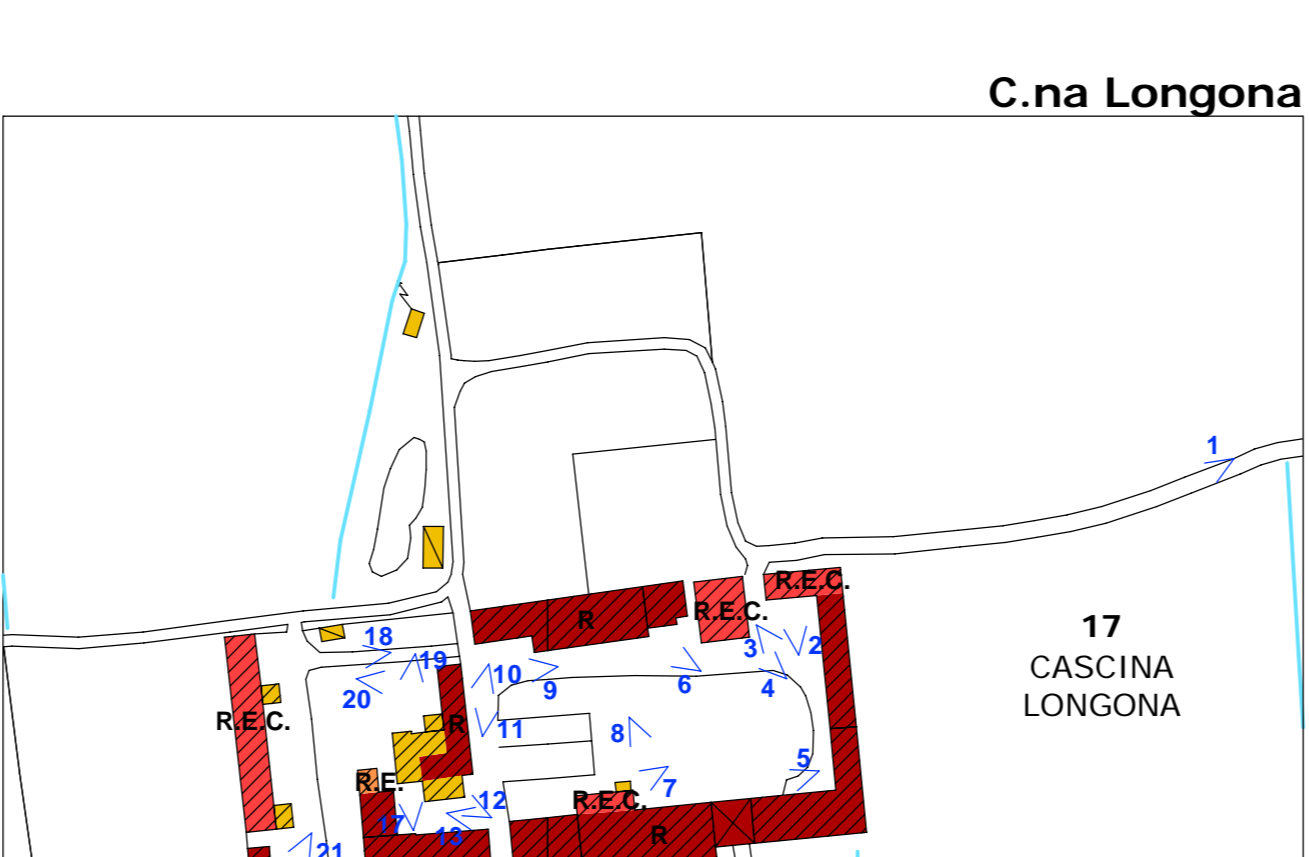 C.na Longona
1
R.E.C.
R.E.C.
R
17
CASCINA
LONGONA
18
19
20
10
9
6
3
2
4
R.E.C.
R
11
8
5
7
R.E.
R.E.C.
12
17
13
R
21